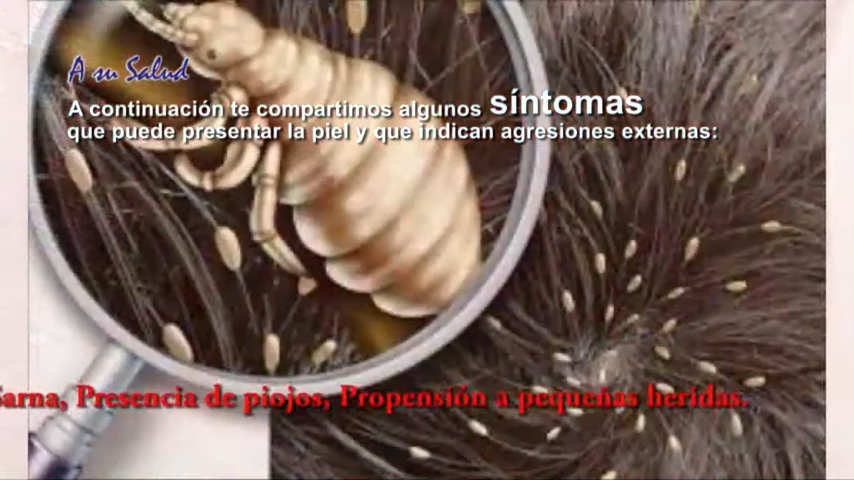 A su Salud
A continuación te compartimos algunos síntomas
que puede presentar la piel y que indican agresiones externas:
Presencia de piojos, Propensión a pequeñas heridas.